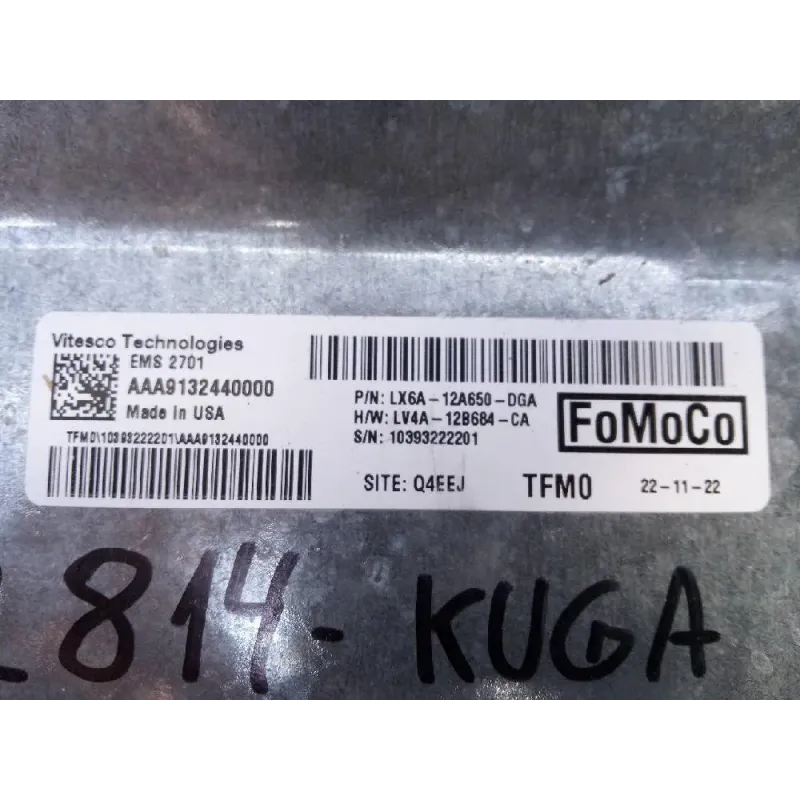 Vitesco Technologies
EMS 2701
AAA9132440000
Made in USA
TFM0\10393222201\AAA9132440000
P/N: LX6A-12A650-DGA
H/W: LV4A-12B684-CA
S/N: 10393222201
FoMoCo
SITE: Q4EEJ TFM0 22-11-22
814- KUGA